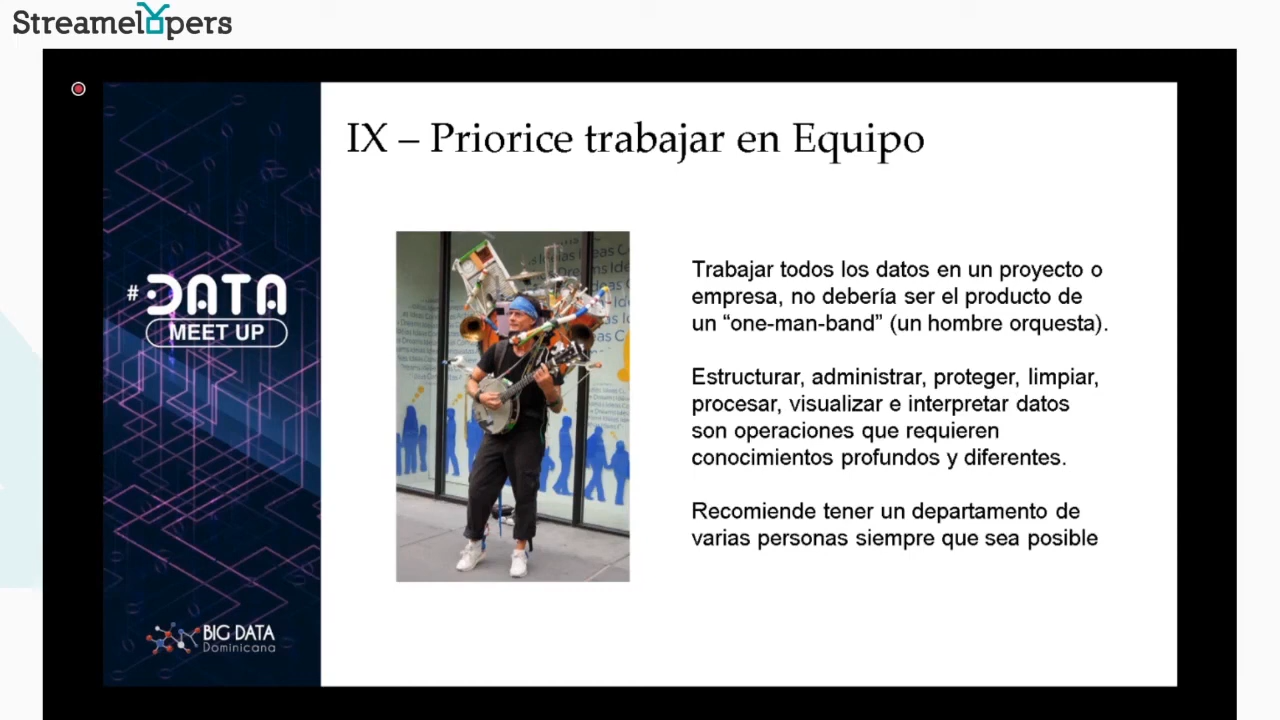 Streamelopers
IX – Priorice trabajar en Equipo
#DATA
MEET UP
Trabajar todos los datos en un proyecto o
empresa, no debería ser el producto de
un “one-man-band” (un hombre orquesta).
Estructurar, administrar, proteger, limpiar,
procesar, visualizar e interpretar datos
son operaciones que requieren
conocimientos profundos y diferentes.
Recomiende tener un departamento de
varias personas siempre que sea posible
BIG DATA
Dominicana